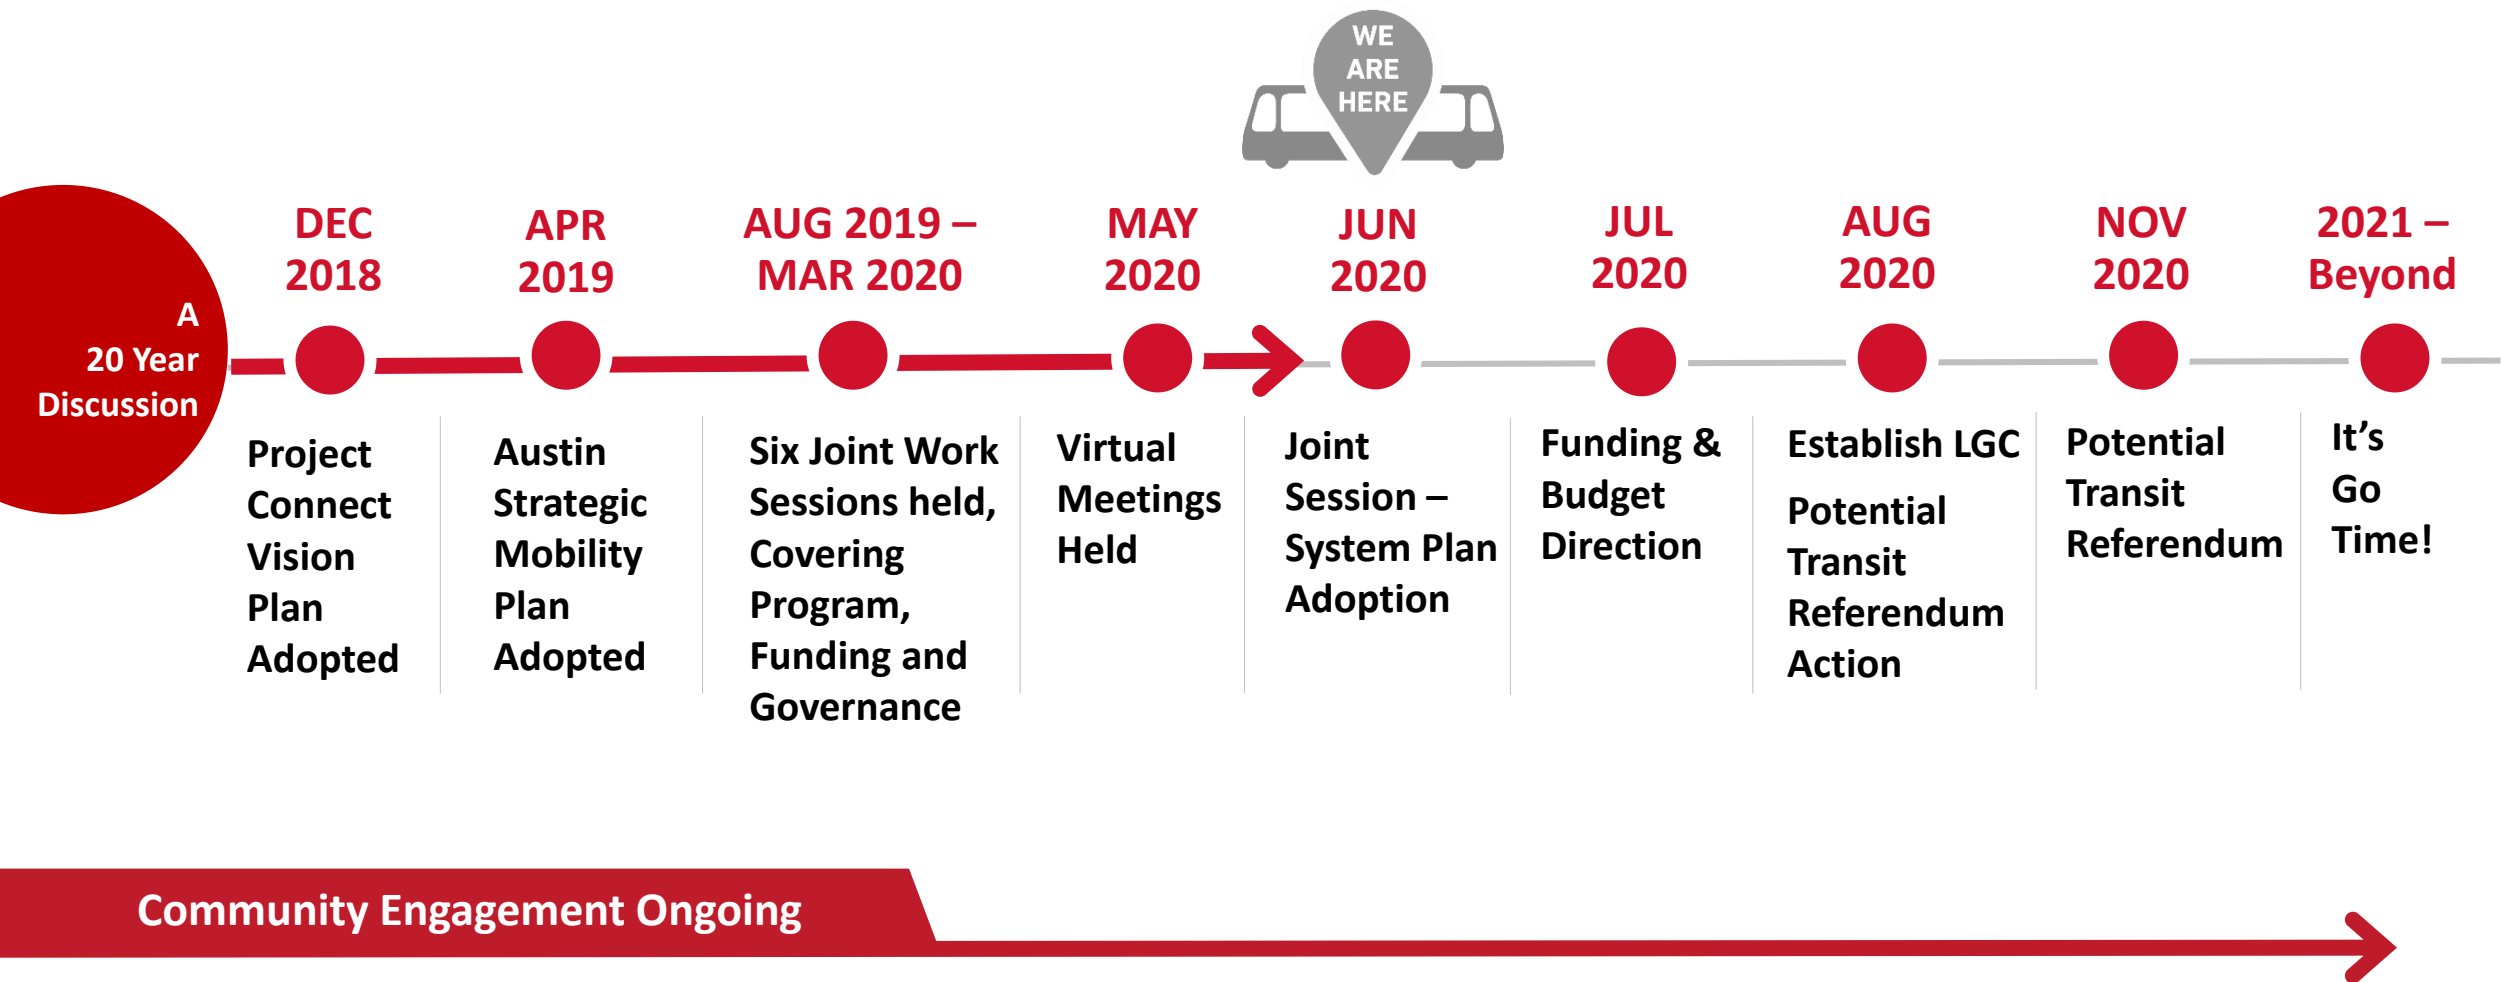 WE
ARE
HERE
A
20 Year
Discussion
DEC
2018
Project
Connect
Vision
Plan
Adopted
APR
2019
Austin
Strategic
Mobility
Plan
Adopted
AUG 2019 –
MAR 2020
Six Joint Work
Sessions held,
Covering
Program,
Funding and
Governance
MAY
2020
Virtual
Meetings
Held
JUN
2020
Joint
Session –
System Plan
Adoption
JUL
2020
Funding &
Budget
Direction
AUG
2020
Establish LGC
Potential
Transit
Referendum
Action
NOV
2020
Potential
Transit
Referendum
2021 –
Beyond
It’s
Go
Time!
Community Engagement Ongoing